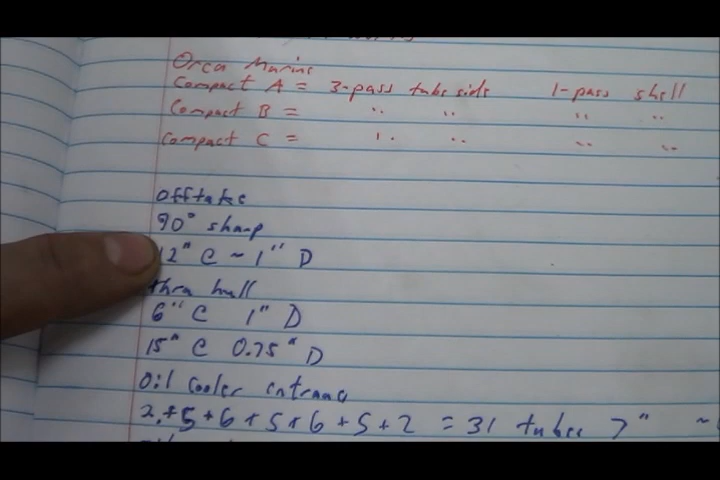 Orca Marine
Compact A = 3-pass tube side 1-pass shell
Compact B = " " " "
Compact C = " " " "
offtake
90° sharp
12" C ~ 1" D
thru hull
6" C 1" D
15" C 0.75" D
Oil cooler entrance
2+5+6+5+6+5+2 = 31 tubes 7" ~